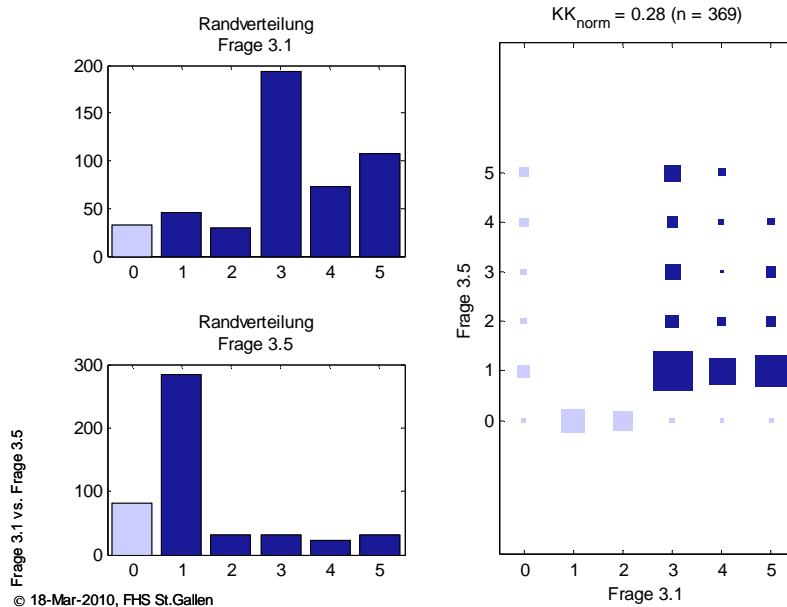 Randverteilung
Frage 3.1
200
150
100
50
0
0 1 2 3 4 5
Randverteilung
Frage 3.5
300
200
100
0
0 1 2 3 4 5
Frage 3.1 vs. Frage 3.5
© 18-Mar-2010, FHS St.Gallen
KKnorm = 0.28 (n = 369)
Frage 3.5
5
4
3
2
1
0
0 1 2 3 4 5
Frage 3.1